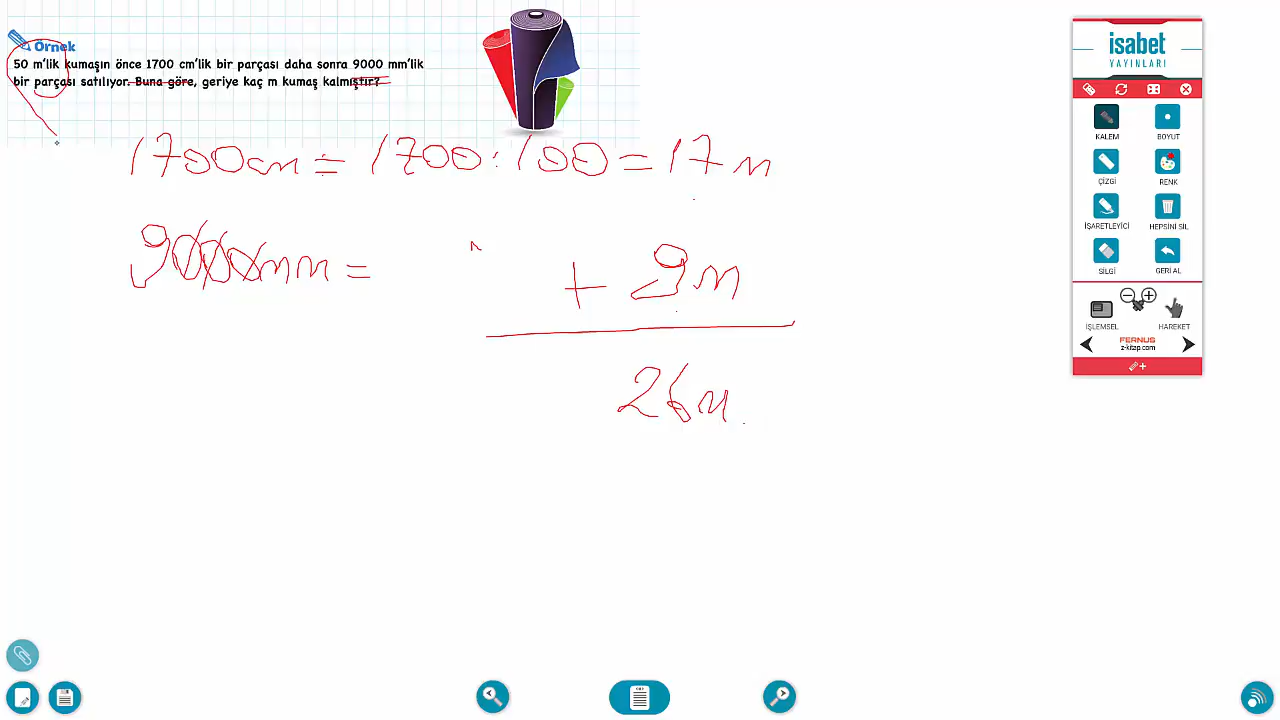 Örnek
50 m'lik kumaşın önce 1700 cm'lik bir parçası daha sonra 9000 mm'lik
bir parçası satılıyor. Buna göre, geriye kaç m kumaş kalmıştır?
1700cm = 1700:100 = 17m
9000mm =
+ 9m
26m
isabet
YAYINLARI
KALEM
BOYUT
ÇİZGİ
RENK
İŞARETLEYİCİ
HEPSİNİ SİL
SİLGİ
GERİ AL
İŞLEMSEL
HAREKET
FERNUS
z-kitap.com